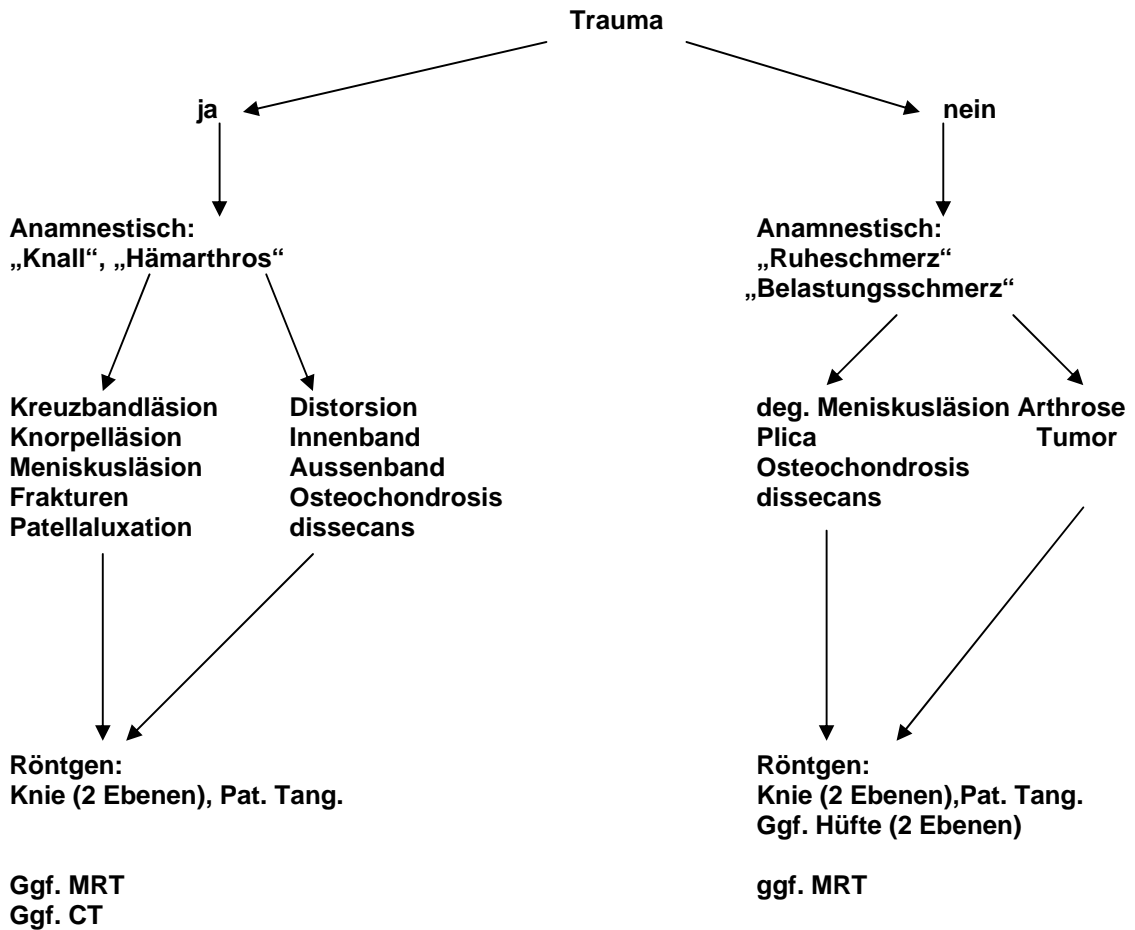 Trauma
ja
nein
Anamnestisch:
„Knall“, „Hämarthros“
Anamnestisch:
„Ruheschmerz“
„Belastungsschmerz“
Kreuzbandläsion
Knorpelläsion
Meniskusläsion
Frakturen
Patellaluxation
Distorsion
Innenband
Aussenband
Osteochondrosis
dissecans
deg. Meniskusläsion
Plica
Osteochondrosis
dissecans
Arthrose
Tumor
Röntgen:
Knie (2 Ebenen), Pat. Tang.
Ggf. MRT
Ggf. CT
Röntgen:
Knie (2 Ebenen),Pat. Tang.
Ggf. Hüfte (2 Ebenen)
ggf. MRT